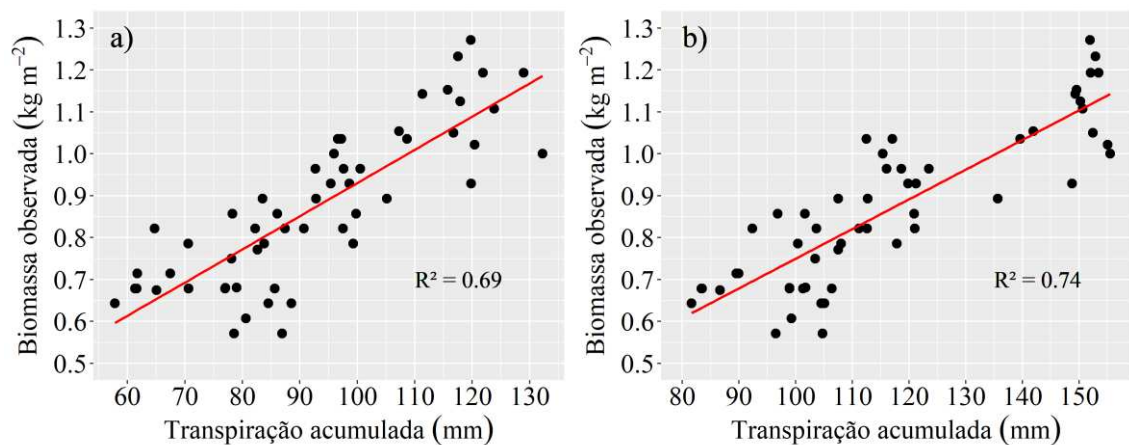 a)
Biomassa observada (kg m⁻²)
1.3
1.2
1.1
1.0
0.9
0.8
0.7
0.6
0.5
R² = 0.69
60 70 80 90 100 110 120 130
Transpiração acumulada (mm)
b)
Biomassa observada (kg m⁻²)
1.3
1.2
1.1
1.0
0.9
0.8
0.7
0.6
0.5
R² = 0.74
80 90 100 110 120 130 140 150
Transpiração acumulada (mm)